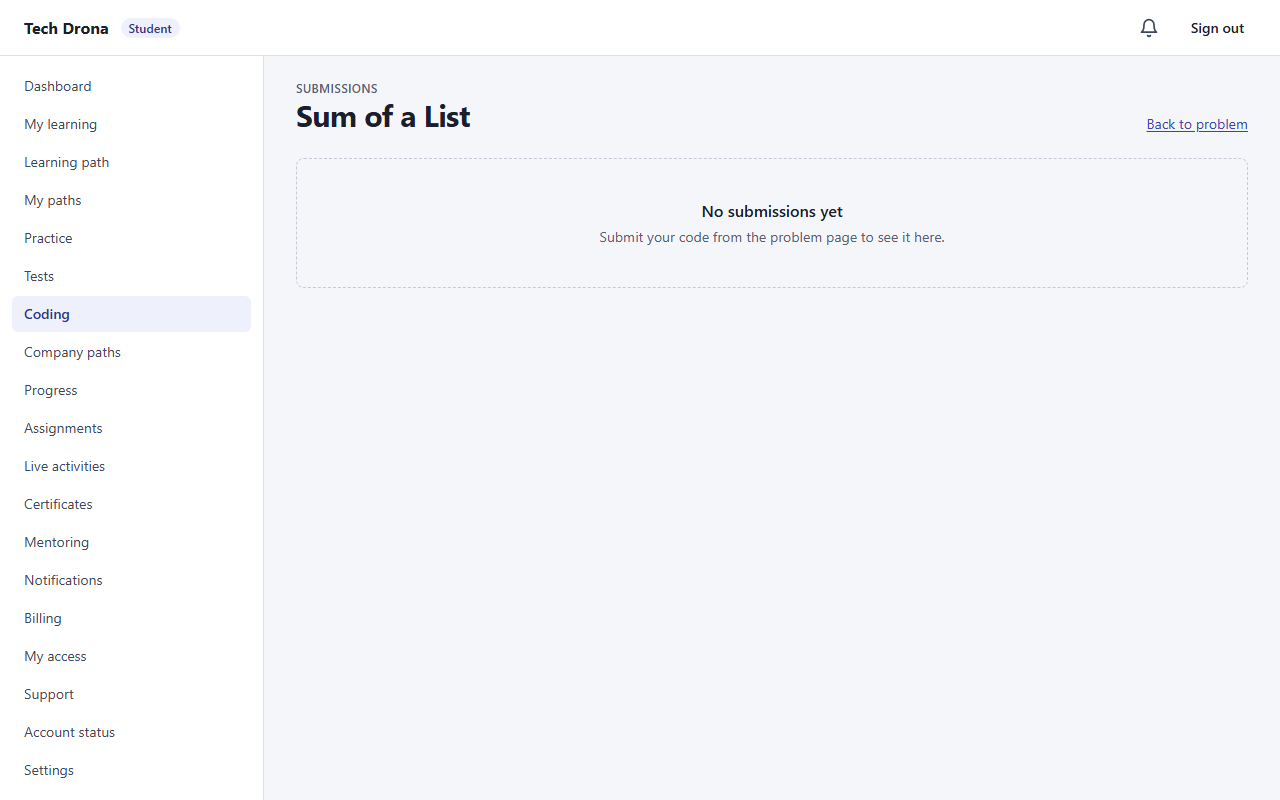 Tech Drona
Student
Sign out
Dashboard
My learning
Learning path
My paths
Practice
Tests
Coding
Company paths
Progress
Assignments
Live activities
Certificates
Mentoring
Notifications
Billing
My access
Support
Account status
Settings
SUBMISSIONS
Sum of a List
Back to problem
No submissions yet
Submit your code from the problem page to see it here.